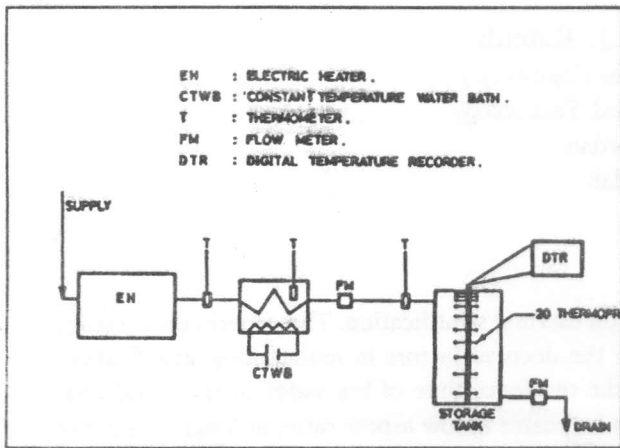 EH : ELECTRIC HEATER.
CTWB : CONSTANT TEMPERATURE WATER BATH.
T : THERMOMETER.
FM : FLOW METER.
DTR : DIGITAL TEMPERATURE RECORDER.
SUPPLY
T T T
FM
DTR
EH
20 THERMOPR
CTWB
FM
STORAGE
TANK
DRAIN